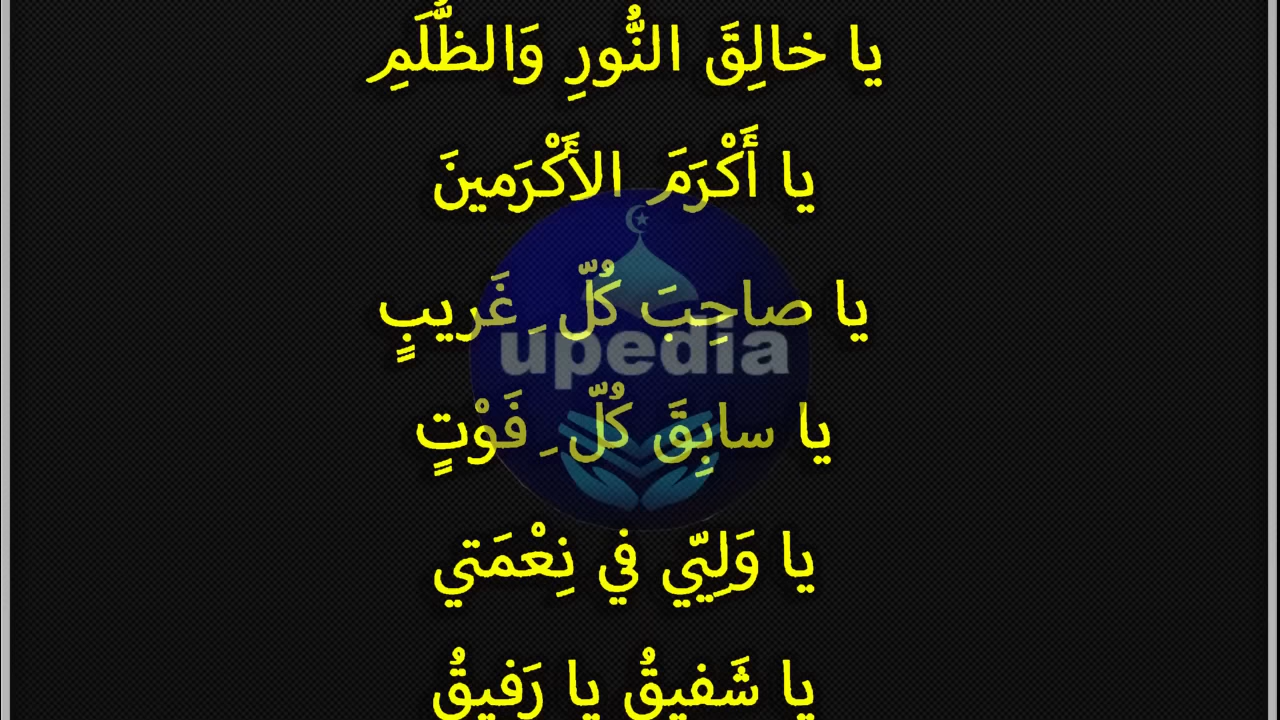 يا خالِقَ النُّورِ وَالظُّلَمِ
يا أَكْرَمَ الأَكْرَمينَ
يا صاحِبَ كُلِّ غَريبٍ
upedia
يا سابِقَ كُلِّ فَوْتٍ
يا وَلِيّي في نِعْمَتي
يا شَفيقُ يا رَفيقُ